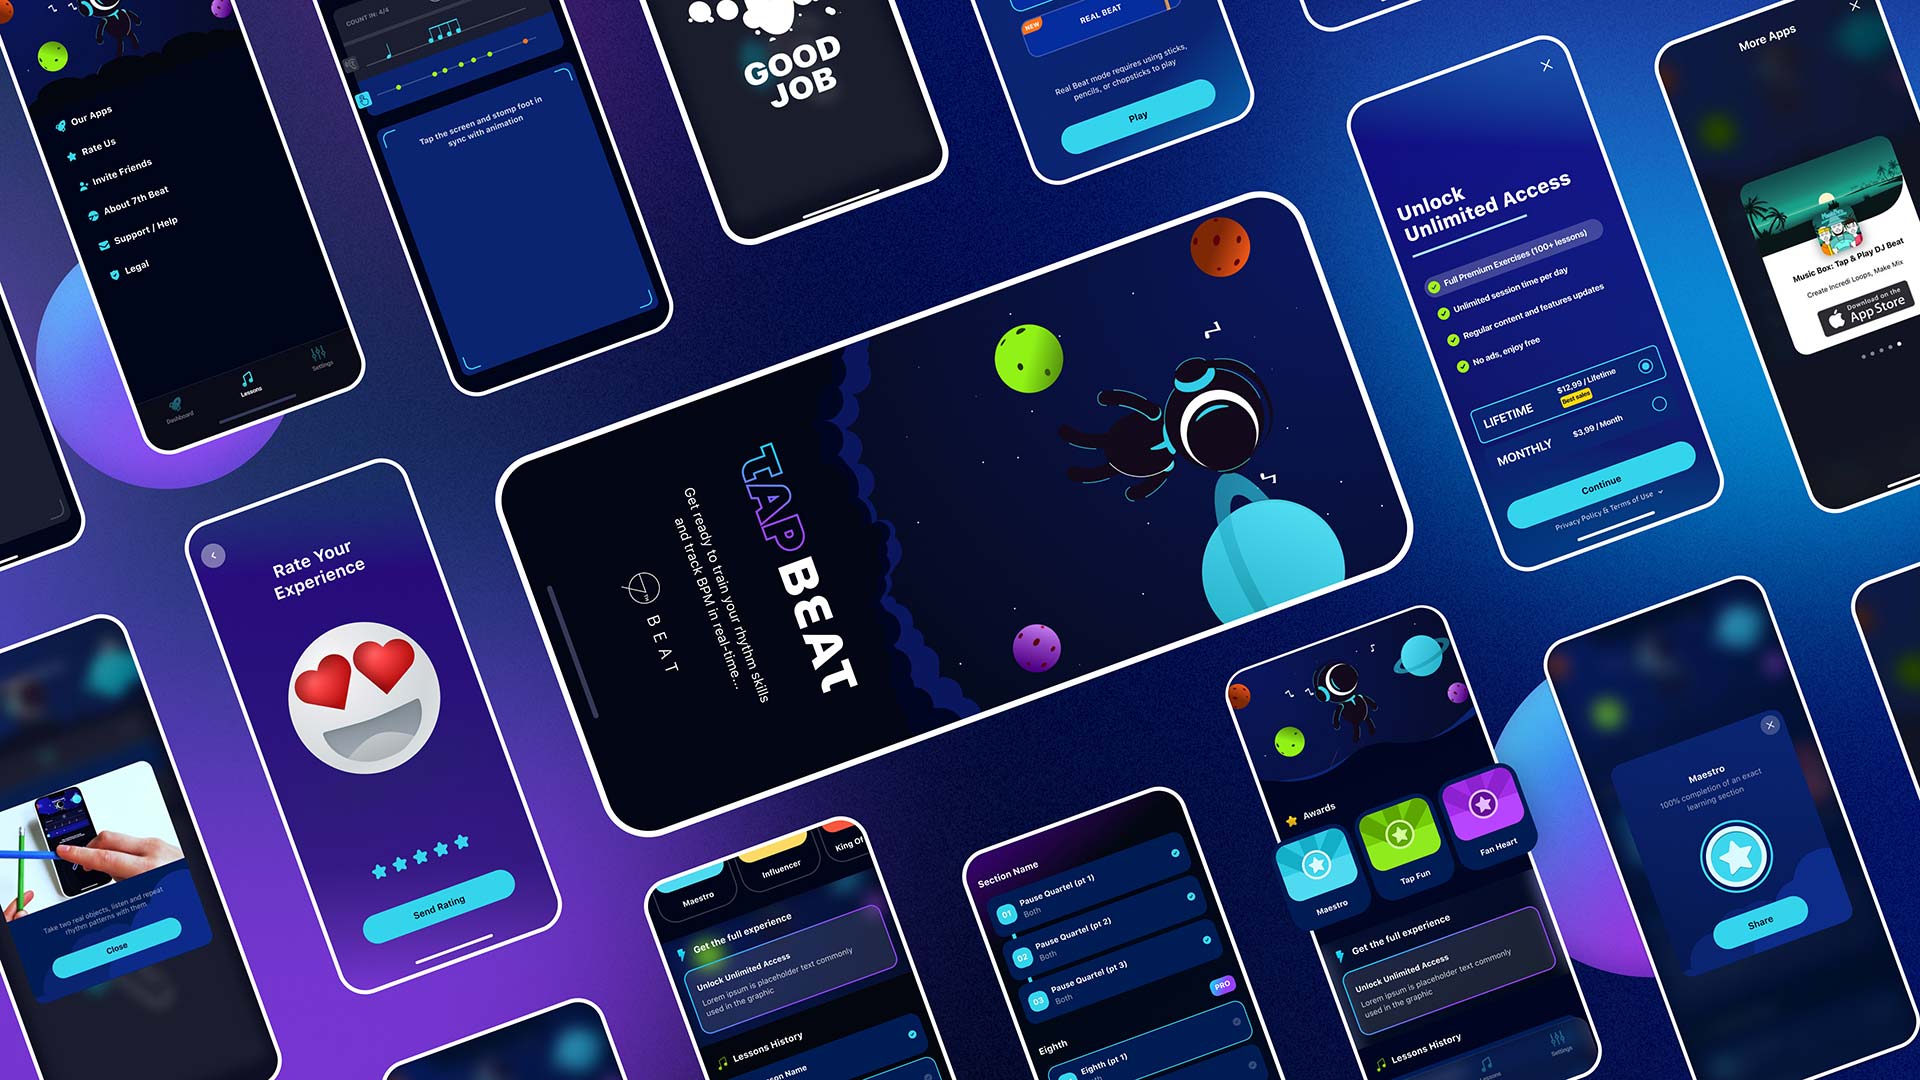 Our Apps
Rate Us
Invite Friends
About 7th Beat
Support / Help
Legal
Dashboard
Lessons
Settings
COUNT IN: 4/4
Tap the screen and stomp foot in
sync with animation
GOOD
JOB
NEW
REAL BEAT
Real Beat mode requires using sticks,
pencils, or chopsticks to play
Play
Unlock
Unlimited Access
Full Premium Exercises (100+ lessons)
Unlimited session time per day
Regular content and features updates
No ads, enjoy free
LIFETIME
$12,99 / Lifetime
Best sales
MONTHLY
$3,99 / Month
Continue
Privacy Policy & Terms of Use
More Apps
Music Box: Tap & Play DJ Beat
Create Incredi Loops, Make Mix
Download on the
App Store
Rate Your
Experience
Send Rating
TAP BEAT
Get ready to train your rhythm skills
and track BPM in real-time...
7TH BEAT
Take two real objects, listen and repeat
rhythm patterns with them
Close
Maestro
Influencer
King Of
Get the full experience
Unlock Unlimited Access
Lorem Ipsum is placeholder text commonly
used in the graphic
Lessons History
Name
Section Name
01
Pause Quartel (pt 1)
Both
02
Pause Quartel (pt 2)
Both
03
Pause Quartel (pt 3)
Both
PRO
Eighth
Eighth (pt 1)
Both
Awards
Maestro
Tap Fun
Fan Heart
Get the full experience
Unlock Unlimited Access
Lorem Ipsum is placeholder text commonly
used in the graphic
Lessons History
Settings
Maestro
100% completion of an exact
learning section
Share